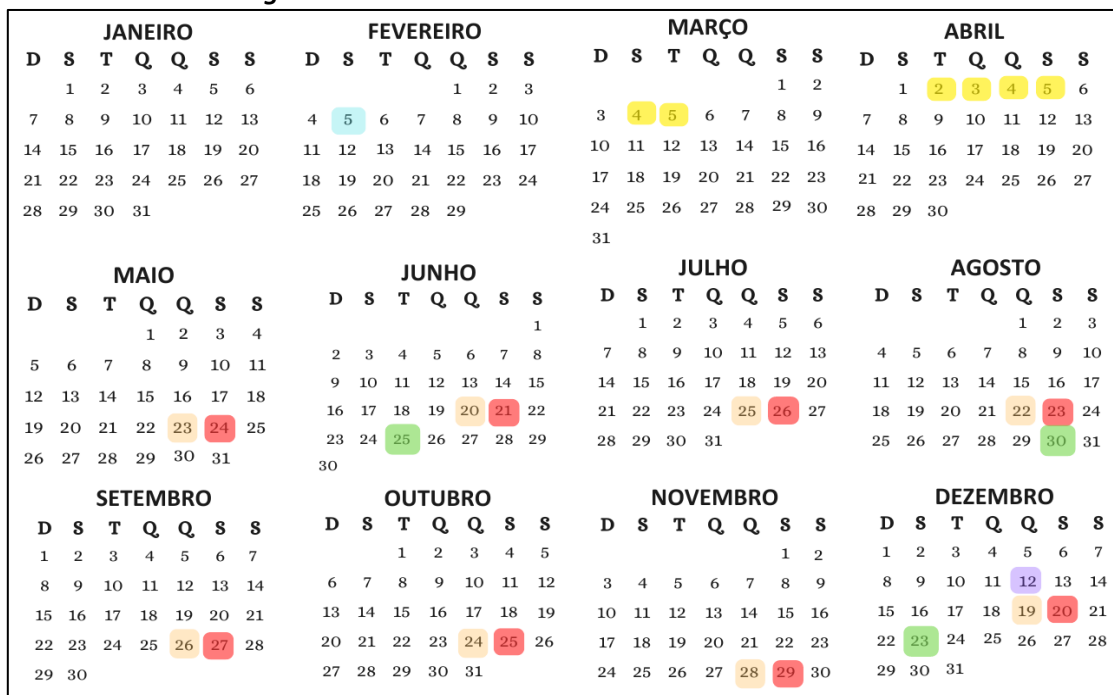 JANEIRO
D S T Q Q S S
1 2 3 4 5 6
7 8 9 10 11 12 13
14 15 16 17 18 19 20
21 22 23 24 25 26 27
28 29 30 31
FEVEREIRO
D S T Q Q S S
1 2 3
4 5 6 7 8 9 10
11 12 13 14 15 16 17
18 19 20 21 22 23 24
25 26 27 28 29
MARÇO
D S T Q Q S S
1 2
3 4 5 6 7 8 9
10 11 12 13 14 15 16
17 18 19 20 21 22 23
24 25 26 27 28 29 30
31
ABRIL
D S T Q Q S S
1 2 3 4 5 6
7 8 9 10 11 12 13
14 15 16 17 18 19 20
21 22 23 24 25 26 27
28 29 30
MAIO
D S T Q Q S S
1 2 3 4
5 6 7 8 9 10 11
12 13 14 15 16 17 18
19 20 21 22 23 24 25
26 27 28 29 30 31
JUNHO
D S T Q Q S S
1
2 3 4 5 6 7 8
9 10 11 12 13 14 15
16 17 18 19 20 21 22
23 24 25 26 27 28 29
30
JULHO
D S T Q Q S S
1 2 3 4 5 6
7 8 9 10 11 12 13
14 15 16 17 18 19 20
21 22 23 24 25 26 27
28 29 30 31
AGOSTO
D S T Q Q S S
1 2 3
4 5 6 7 8 9 10
11 12 13 14 15 16 17
18 19 20 21 22 23 24
25 26 27 28 29 30 31
SETEMBRO
D S T Q Q S S
1 2 3 4 5 6 7
8 9 10 11 12 13 14
15 16 17 18 19 20 21
22 23 24 25 26 27 28
29 30
OUTUBRO
D S T Q Q S S
1 2 3 4 5
6 7 8 9 10 11 12
13 14 15 16 17 18 19
20 21 22 23 24 25 26
27 28 29 30 31
NOVEMBRO
D S T Q Q S S
1 2
3 4 5 6 7 8 9
10 11 12 13 14 15 16
17 18 19 20 21 22 23
24 25 26 27 28 29 30
DEZEMBRO
D S T Q Q S S
1 2 3 4 5 6 7
8 9 10 11 12 13 14
15 16 17 18 19 20 21
22 23 24 25 26 27 28
29 30 31